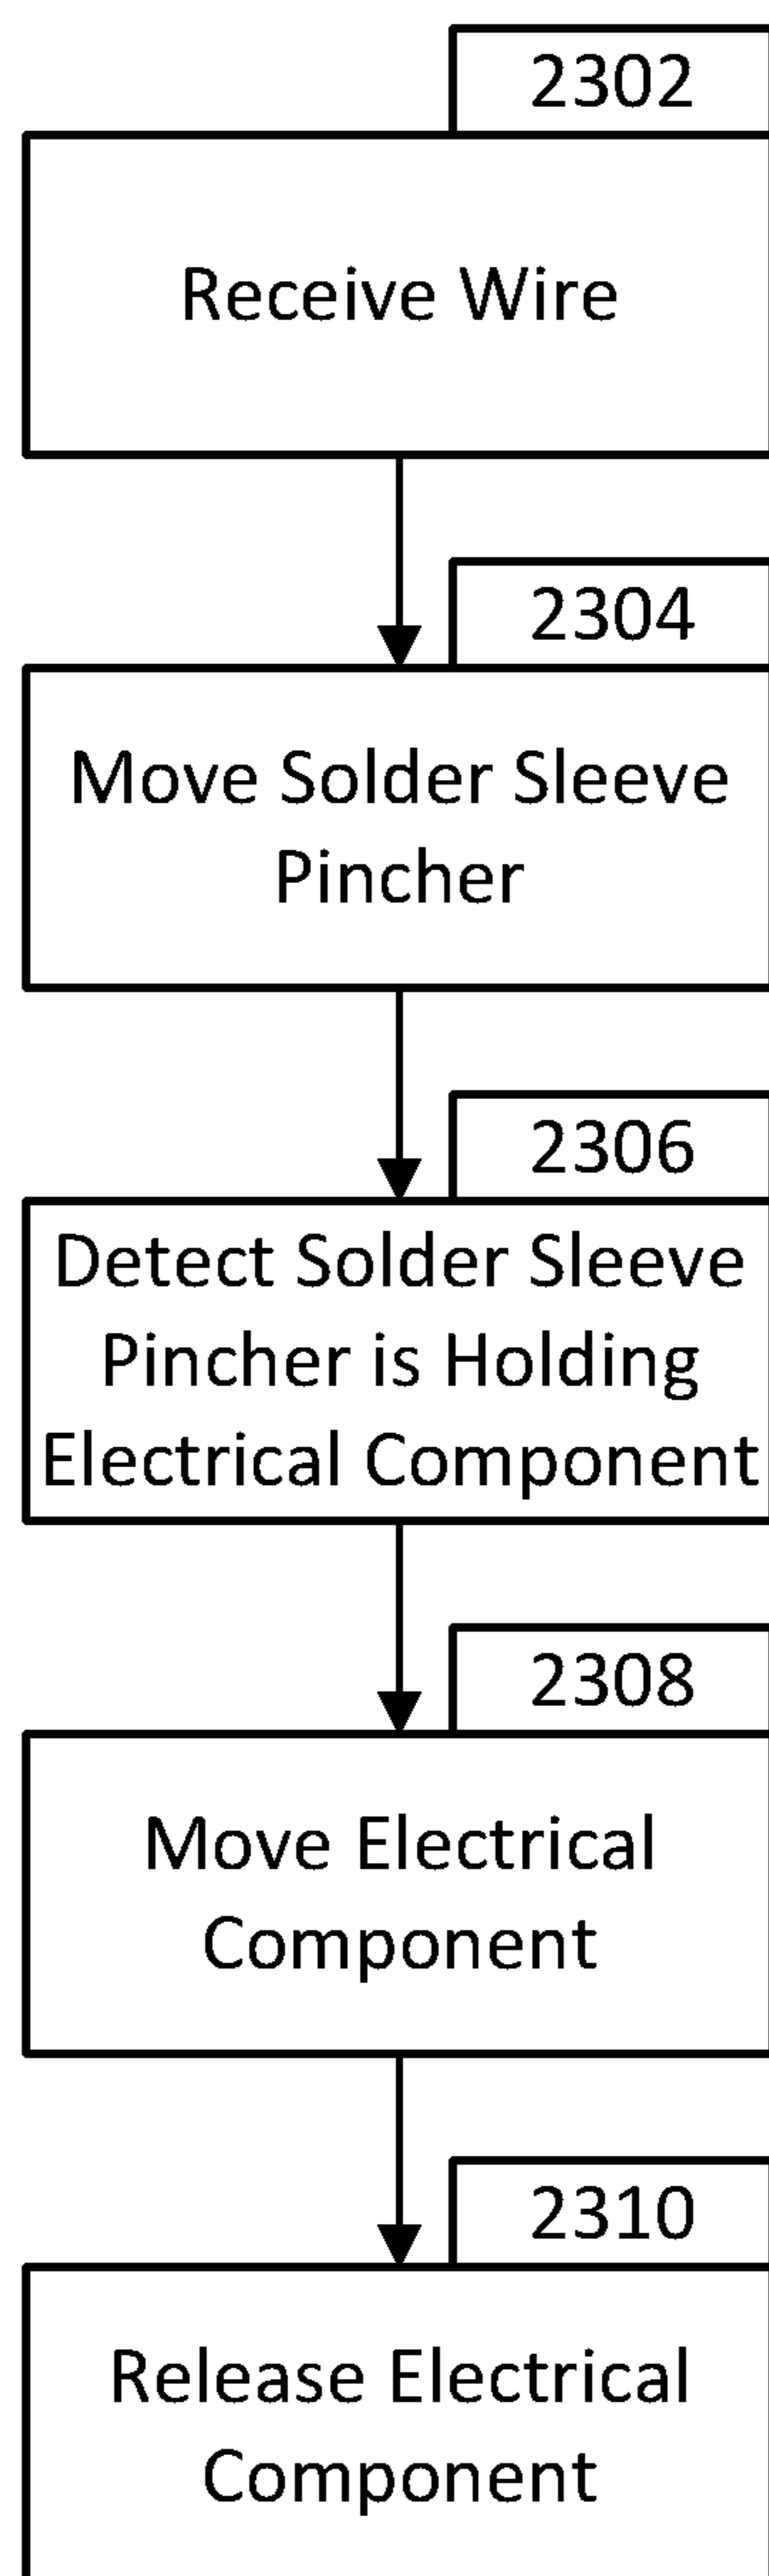 2302
Receive Wire
2304
Move Solder Sleeve
Pincher
2306
Detect Solder Sleeve
Pincher is Holding
Electrical Component
2308
Move Electrical
Component
2310
Release Electrical
Component